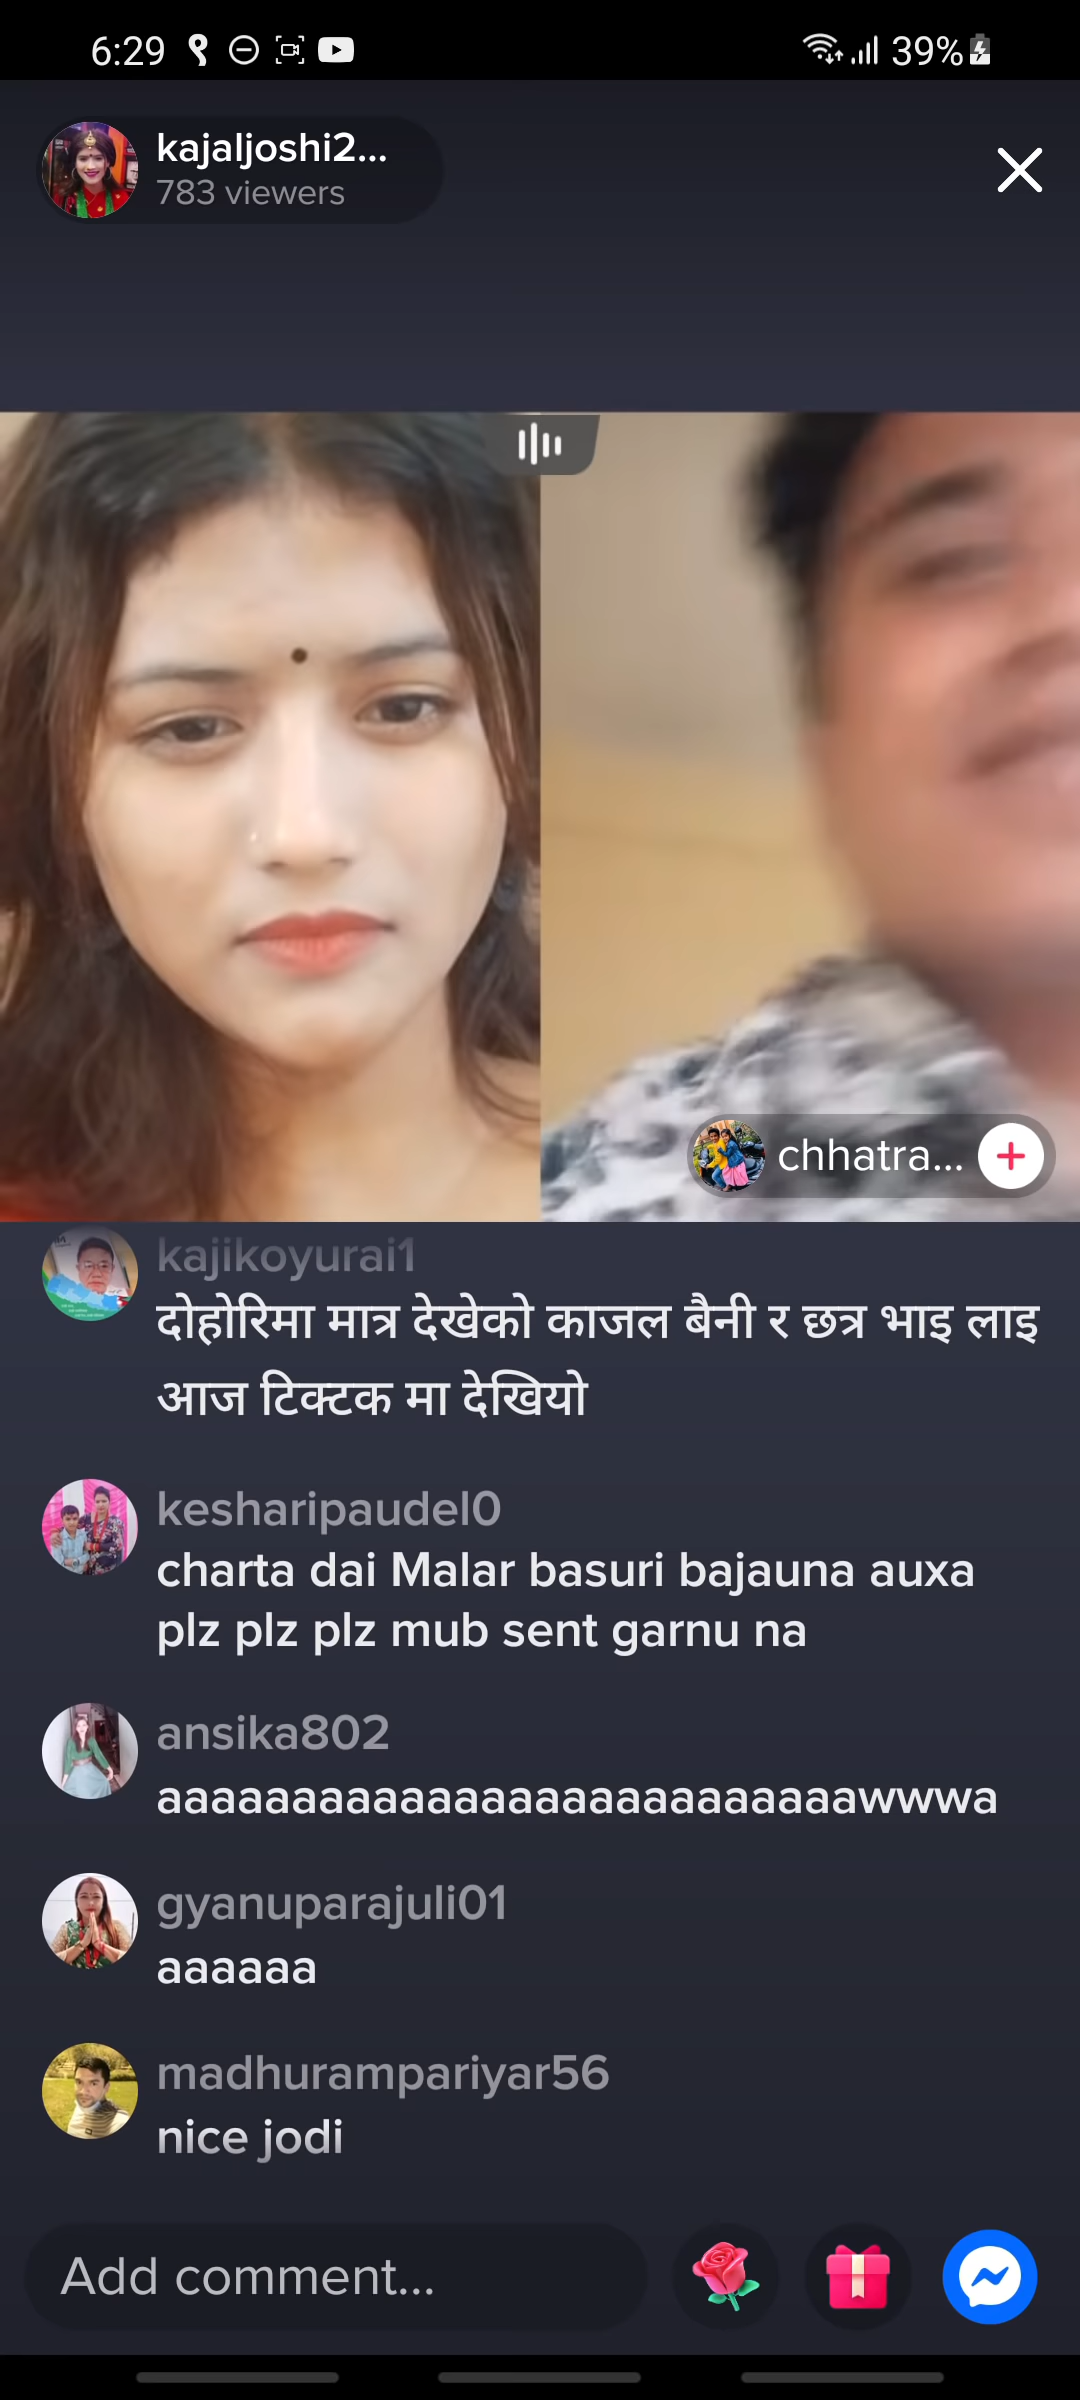 6:29
39%
kajaljoshi2...
783 viewers
chhatra...
kajikoyurai1
दोहोरिमा मात्र देखेको काजल बैनी र छत्र भाइ लाइ
आज टिक्टक मा देखियो
kesharipaudel0
charta dai Malar basuri bajauna auxa
plz plz plz mub sent garnu na
ansika802
aaaaaaaaaaaaaaaaaaaaaaaaaawwwa
gyanuparajuli01
aaaaaa
madhurampariyar56
nice jodi
Add comment...